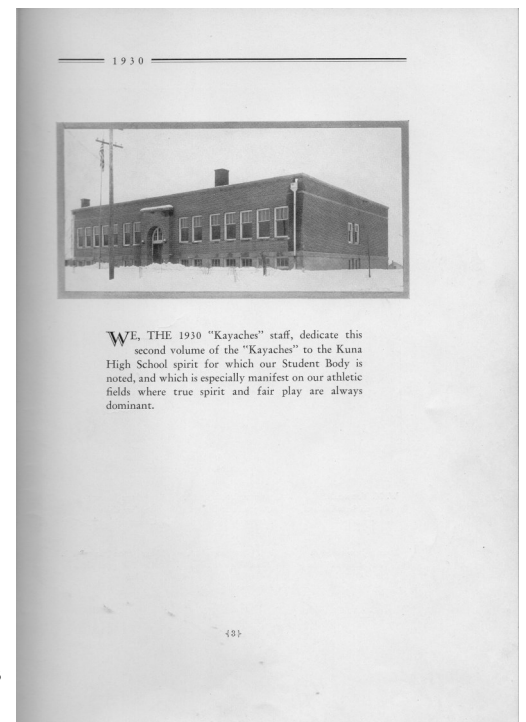 1930
WE, THE 1930 "Kayaches" staff, dedicate this
second volume of the "Kayaches" to the Kuna
High School spirit for which our Student Body is
noted, and which is especially manifest on our athletic
fields where true spirit and fair play are always
dominant.
{3}